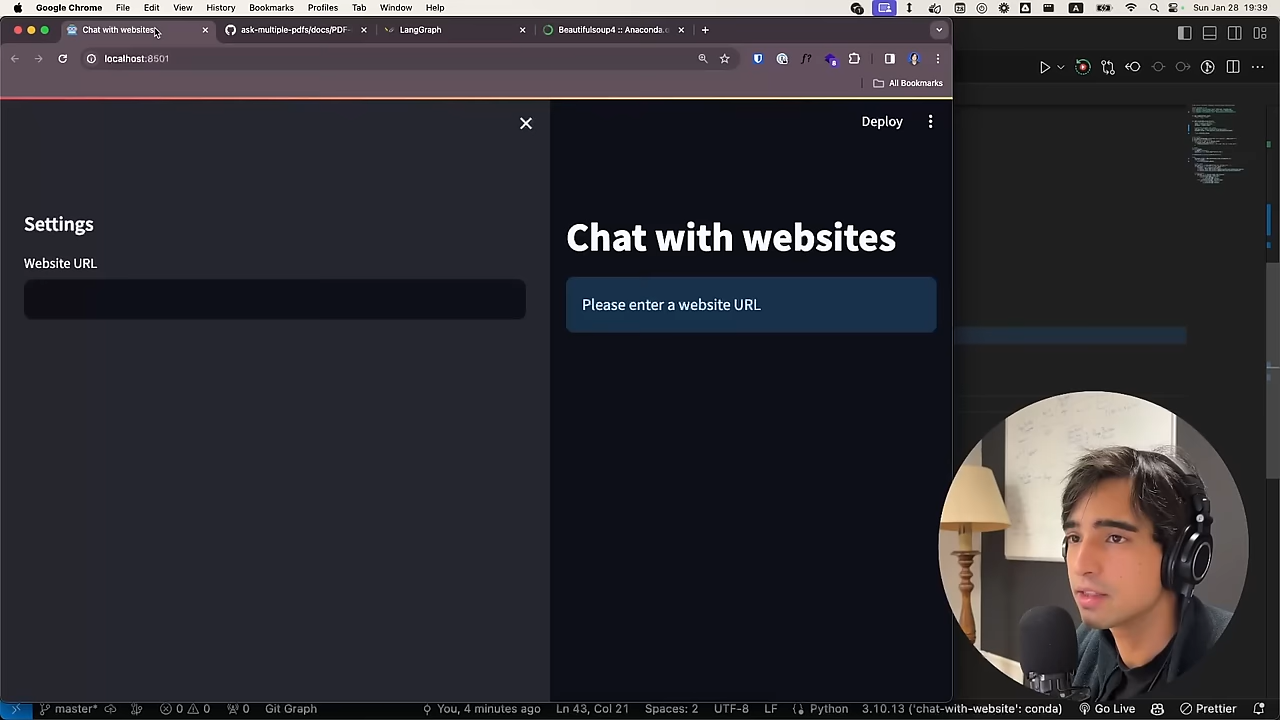 Google Chrome File Edit View History Bookmarks Profiles Tab Window Help Sun Jan 28 19:39
Chat with websites ask-multiple-pdfs/docs/PDF- LangGraph Beautifulsoup4 :: Anaconda.o
localhost:8501
All Bookmarks
Deploy
Settings
Website URL
Chat with websites
Please enter a website URL
master* 0 0 0 Git Graph You, 4 minutes ago Ln 43, Col 21 Spaces: 2 UTF-8 LF Python 3.10.13 ('chat-with-website': conda) Go Live Prettier